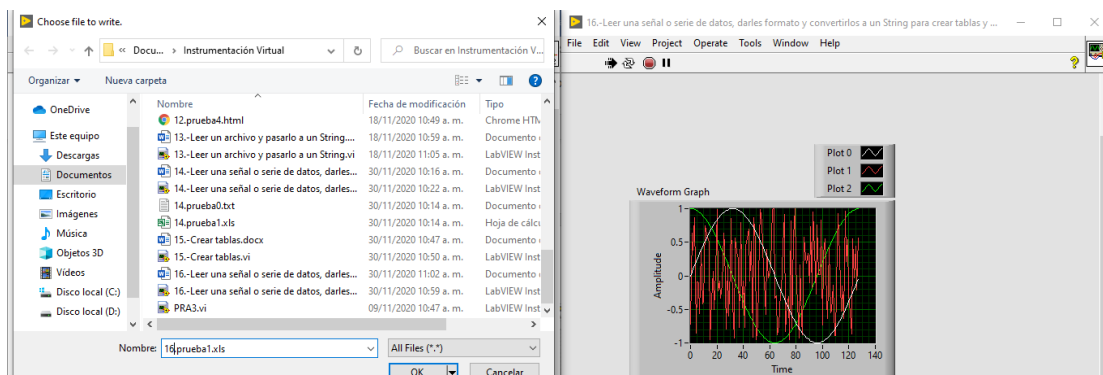 Choose file to write.
« Docu... › Instrumentación Virtual
Buscar en Instrumentación V...
Organizar
Nueva carpeta
OneDrive
Este equipo
Descargas
Documentos
Escritorio
Imágenes
Música
Objetos 3D
Vídeos
Disco local (C:)
Disco local (D:)
Nombre Fecha de modificación Tipo
12.prueba4.html 18/11/2020 10:49 a. m. Chrome HTM
13.-Leer un archivo y pasarlo a un String.... 18/11/2020 10:59 a. m. Documento
13.-Leer un archivo y pasarlo a un String.vi 18/11/2020 11:05 a. m. LabVIEW Inst
14.-Leer una señal o serie de datos, darles... 30/11/2020 10:16 a. m. Documento
14.-Leer una señal o serie de datos, darles... 30/11/2020 10:22 a. m. LabVIEW Inst
14.prueba0.txt 30/11/2020 10:14 a. m. Documento
14.prueba1.xls 30/11/2020 10:14 a. m. Hoja de cálcu
15.-Crear tablas.docx 30/11/2020 10:47 a. m. Documento
15.-Crear tablas.vi 30/11/2020 10:50 a. m. LabVIEW Inst
16.-Leer una señal o serie de datos, darles... 30/11/2020 11:02 a. m. Documento
16.-Leer una señal o serie de datos, darles... 30/11/2020 10:59 a. m. LabVIEW Inst
PRA3.vi 09/11/2020 10:47 a. m. LabVIEW Inst
Nombre: 16.prueba1.xls
All Files (*.*)
OK Cancelar
16.-Leer una señal o serie de datos, darles formato y convertirlos a un String para crear tablas y ...
File Edit View Project Operate Tools Window Help
Plot 0
Plot 1
Plot 2
Waveform Graph
Amplitude
1
0.5
0
-0.5
-1
0 20 40 60 80 100 120 140
Time